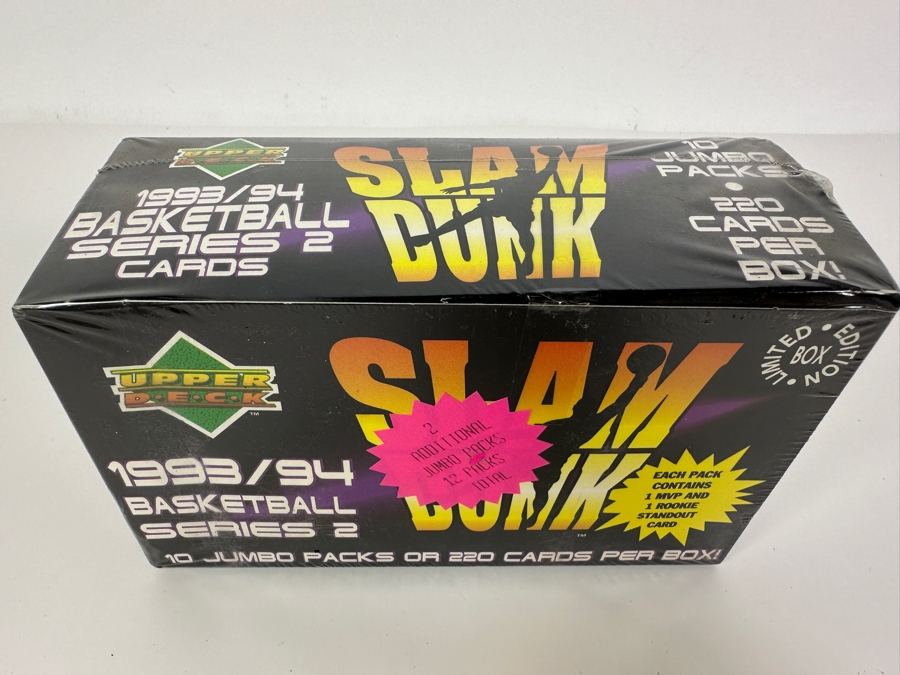 UPPER
D.E.C.K
1993/94
BASKETBALL
SERIES 2
CARDS
SLAM
DUNK
10
JUMBO
PACKS
•
220
CARDS
PER
BOX!
UPPER
D.E.C.K
TM
1993/94
BASKETBALL
SERIES 2
SLAM
DUNK
TM
2
ADDITIONAL
JUMBO PACKS
12 PACKS
TOTAL
LIMITED • EDITION •
BOX
EACH PACK
CONTAINS
1 MVP AND
1 ROOKIE
STANDOUT
CARD
10 JUMBO PACKS OR 220 CARDS PER BOX!